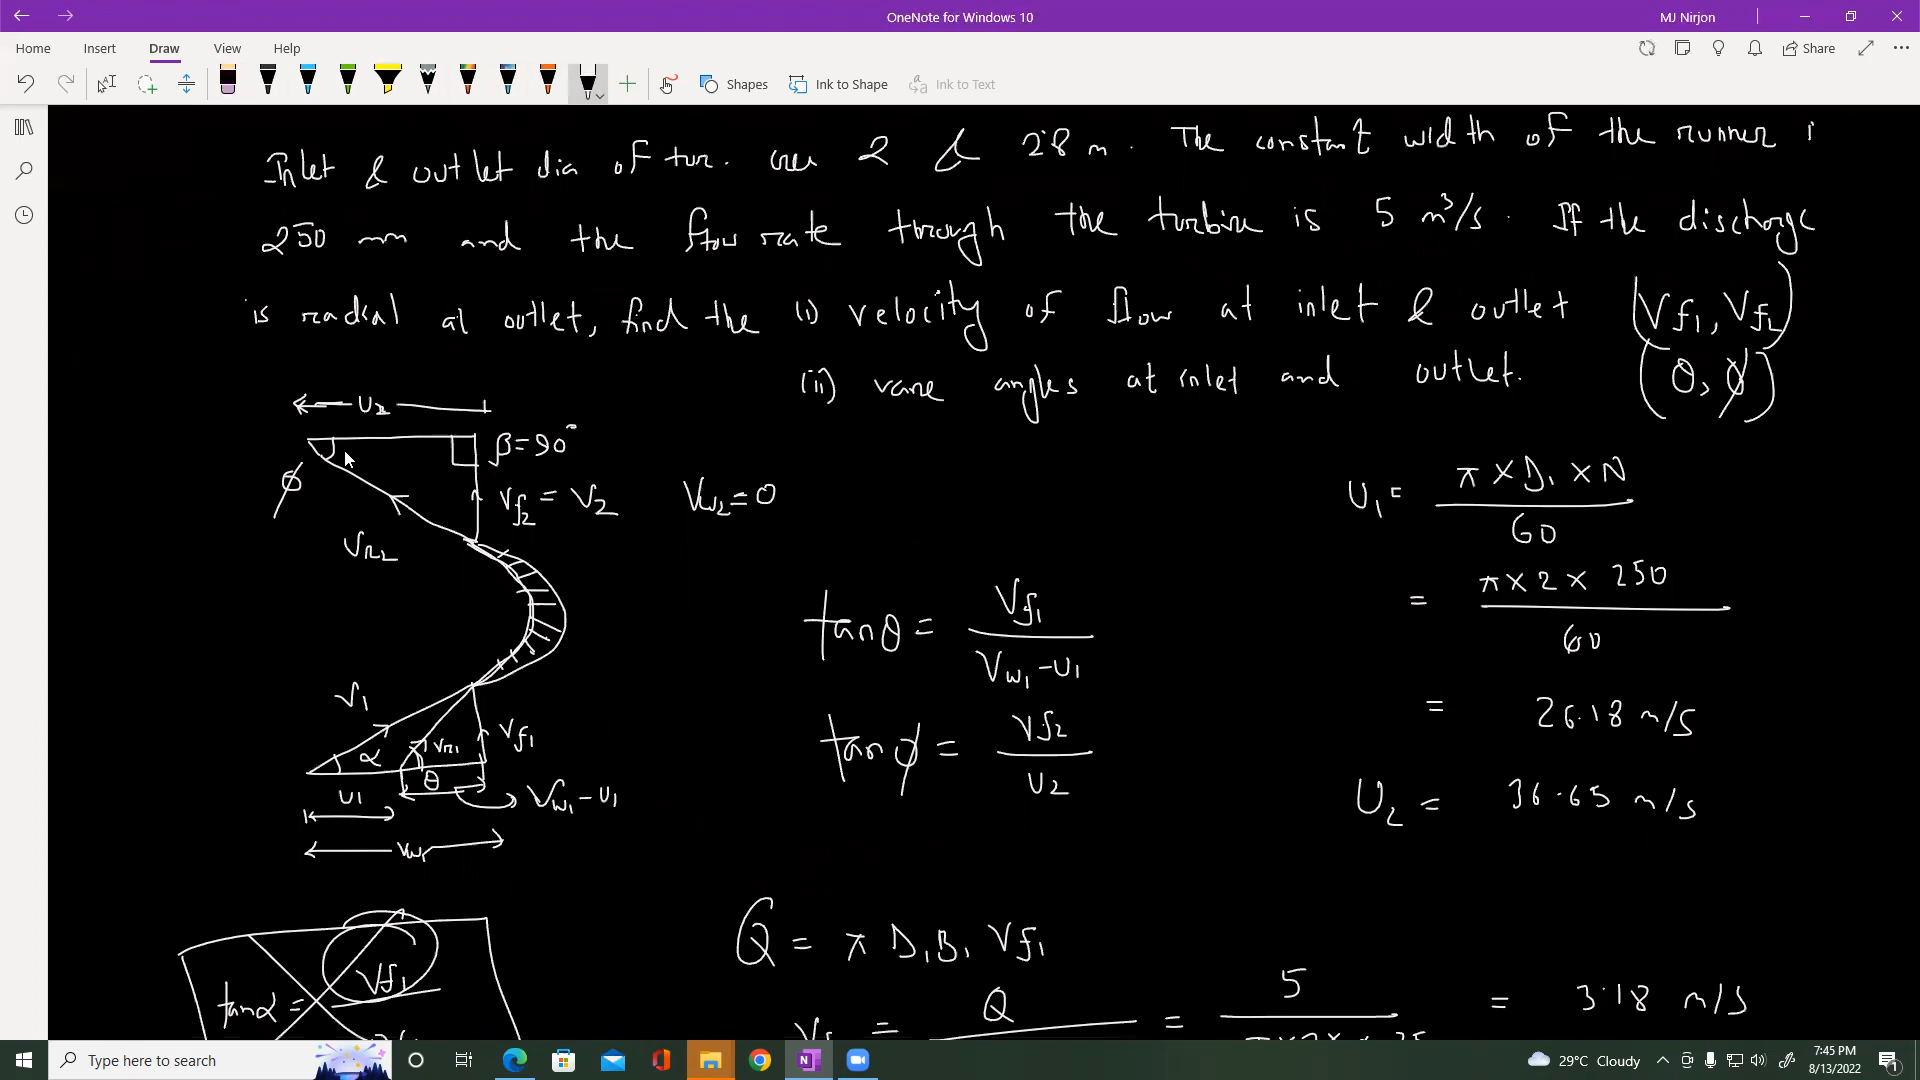 OneNote for Windows 10
MJ Nirjon
Home Insert Draw View Help
Share
Shapes Ink to Shape Ink to Text
Inlet & outlet dia of tur. are 2 & 2.8 m. The constant width of the runner i
250 mm and the flow rate through the turbine is 5 m³/s. If the discharge
is radial at outlet, find the (i) velocity of flow at inlet & outlet (Vf1, Vf2)
(ii) vane angles at inlet and outlet. (θ, ϕ)
U2
β = 90°
ϕ
Vf2 = V2
Vw2 = 0
VR2
V1
α
VR1
Vf1
θ
U1
Vw1 - U1
Vw1
tanθ = Vf1 / Vw1 - U1
tanϕ = Vf2 / U2
U1 = π × D1 × N / 60
= π × 2 × 250 / 60
= 26.18 m/s
U2 = 36.65 m/s
tanα = Vf1
Q = π D1 B1 Vf1
= Q = 5 = 3.18 m/s
Type here to search
29°C Cloudy
7:45 PM
8/13/2022
1